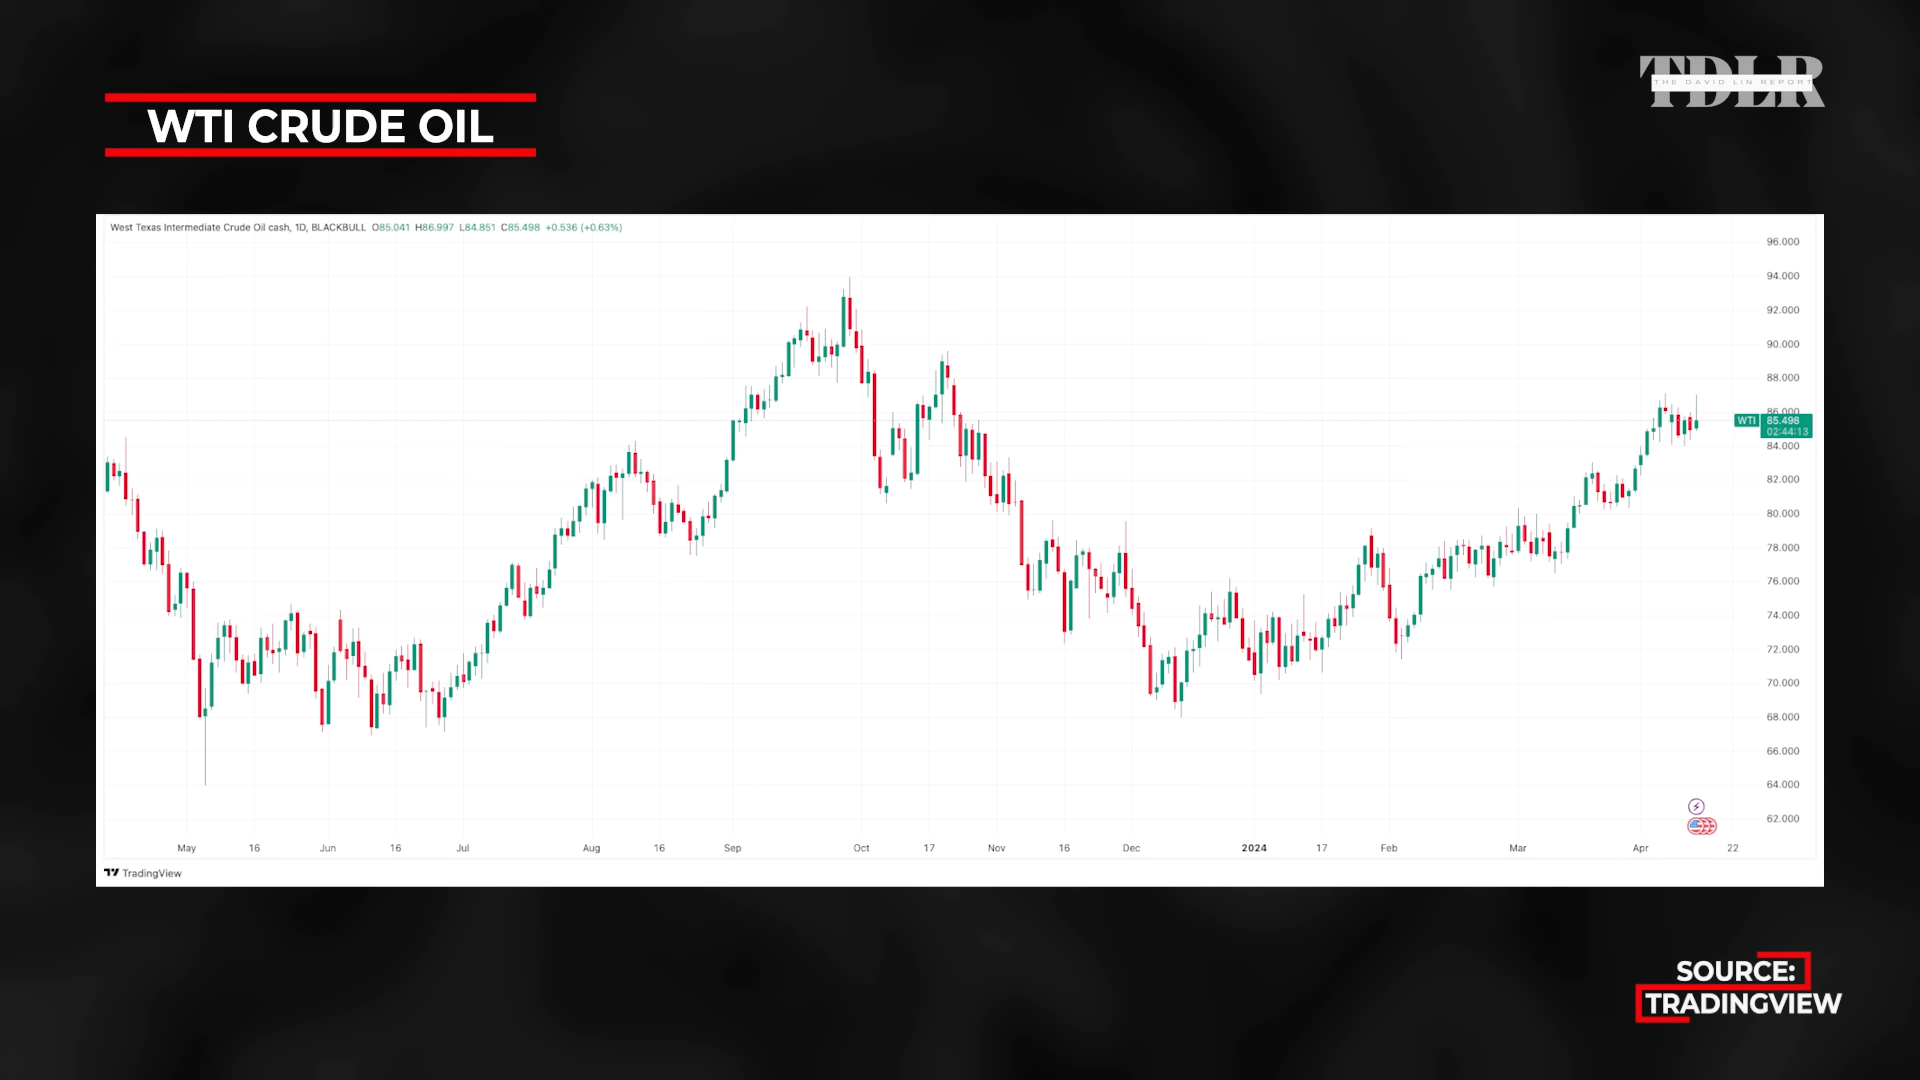 TDLR
THE DAVID LIN REPORT
WTI CRUDE OIL
West Texas Intermediate Crude Oil cash, 1D, BLACKBULL O85.041 H86.997 L84.851 C85.498 +0.536 (+0.63%)
96.000
94.000
92.000
90.000
88.000
86.000
WTI 85.498
02:44:13
84.000
82.000
80.000
78.000
76.000
74.000
72.000
70.000
68.000
66.000
64.000
62.000
May 16 Jun 16 Jul Aug 16 Sep Oct 17 Nov 16 Dec 2024 17 Feb Mar Apr 22
TradingView
SOURCE:
TRADINGVIEW